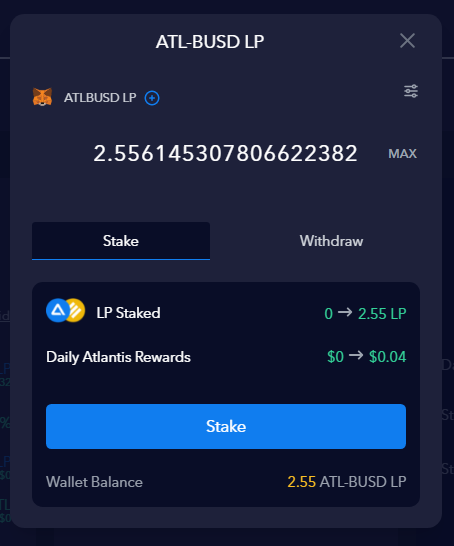 ATL-BUSD LP
ATLBUSD LP
2.556145307806622382 MAX
Stake Withdraw
LP Staked 0 → 2.55 LP
Daily Atlantis Rewards $0 → $0.04
Stake
Wallet Balance 2.55 ATL-BUSD LP